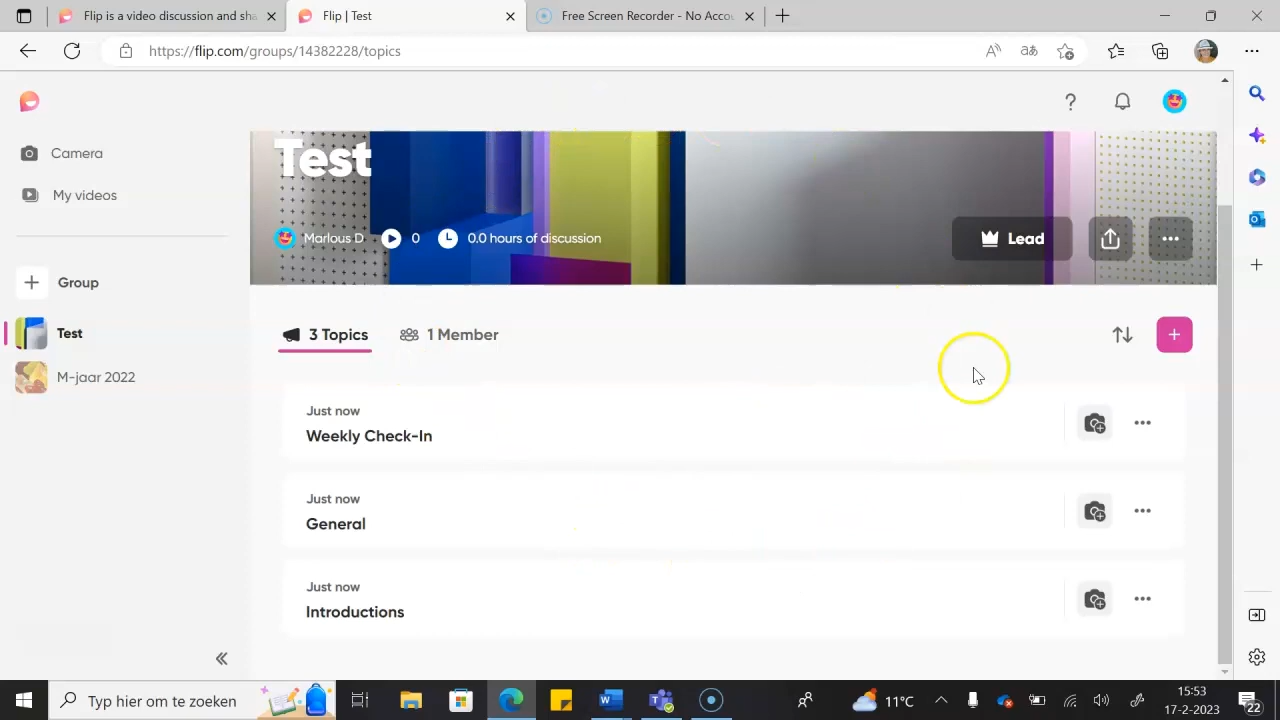 Flip is a video discussion and sha
Flip | Test
Free Screen Recorder - No Accou
https://flip.com/groups/14382228/topics
Camera
My videos
Group
Test
M-jaar 2022
Test
Marlous D
0
0.0 hours of discussion
Lead
3 Topics
1 Member
Just now
Weekly Check-In
Just now
General
Just now
Introductions
Typ hier om te zoeken
11°C
15:53
17-2-2023
22